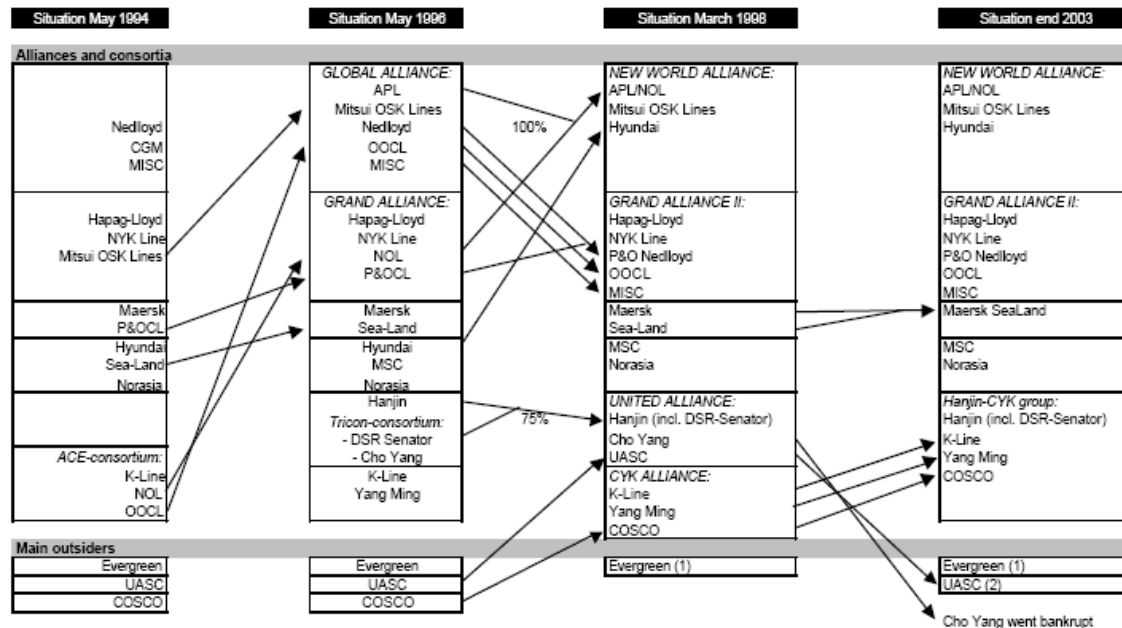 Situation May 1994
Situation May 1996
Situation March 1998
Situation end 2003
Alliances and consortia
Nedlloyd
CGM
MISC
Hapag-Lloyd
NYK Line
Mitsui OSK Lines
Maersk
P&OCL
Hyundai
Sea-Land
Norasia
ACE-consortium:
K-Line
NOL
OOCL
GLOBAL ALLIANCE:
APL
Mitsui OSK Lines
Nedlloyd
OOCL
MISC
GRAND ALLIANCE:
Hapag-Lloyd
NYK Line
NOL
P&OCL
Maersk
Sea-Land
Hyundai
MSC
Norasia
Hanjin
Tricon-consortium:
- DSR Senator
- Cho Yang
K-Line
Yang Ming
100%
75%
NEW WORLD ALLIANCE:
APL/NOL
Mitsui OSK Lines
Hyundai
GRAND ALLIANCE II:
Hapag-Lloyd
NYK Line
P&O Nedlloyd
OOCL
MISC
Maersk
Sea-Land
MSC
Norasia
UNITED ALLIANCE:
Hanjin (incl. DSR-Senator)
Cho Yang
UASC
CYK ALLIANCE:
K-Line
Yang Ming
COSCO
NEW WORLD ALLIANCE:
APL/NOL
Mitsui OSK Lines
Hyundai
GRAND ALLIANCE II:
Hapag-Lloyd
NYK Line
P&O Nedlloyd
OOCL
MISC
Maersk SeaLand
MSC
Norasia
Hanjin-CYK group:
Hanjin (incl. DSR-Senator)
K-Line
Yang Ming
COSCO
Main outsiders
Evergreen
UASC
COSCO
Evergreen
UASC
COSCO
Evergreen (1)
Evergreen (1)
UASC (2)
Cho Yang went bankrupt